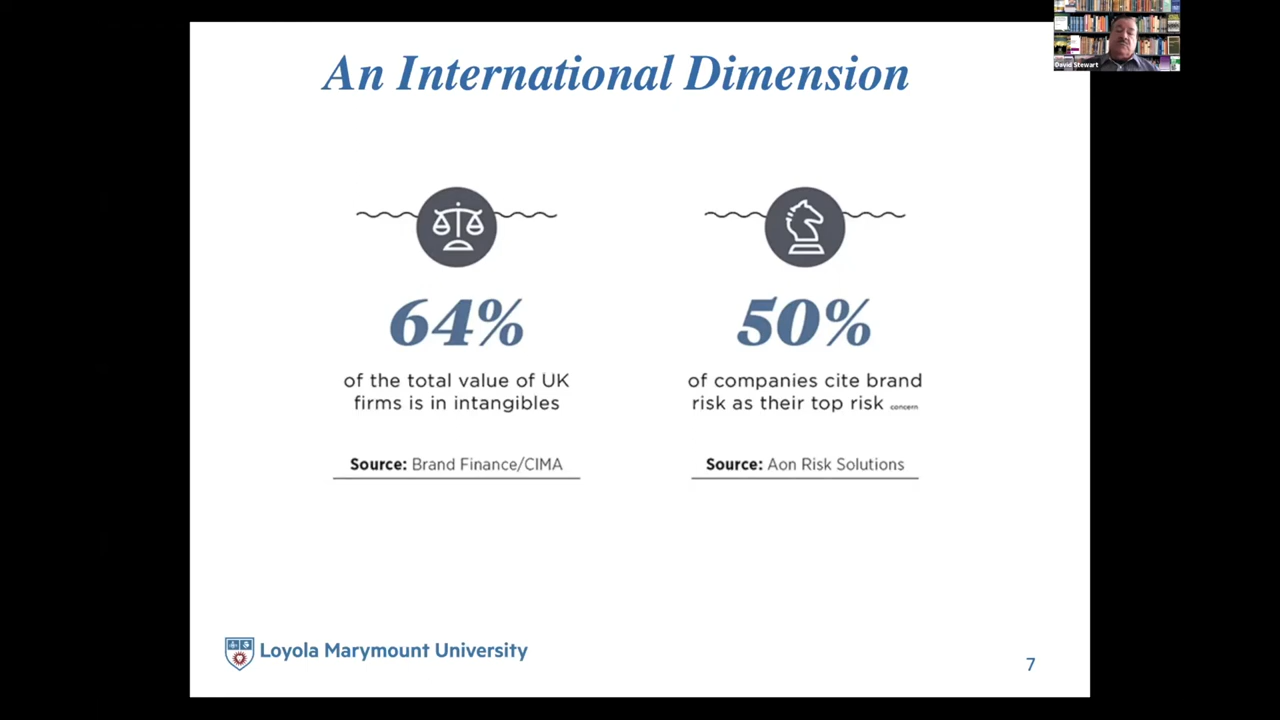 An International Dimension
David Stewart
64%
of the total value of UK
firms is in intangibles
Source: Brand Finance/CIMA
50%
of companies cite brand
risk as their top risk concern
Source: Aon Risk Solutions
Loyola Marymount University
7